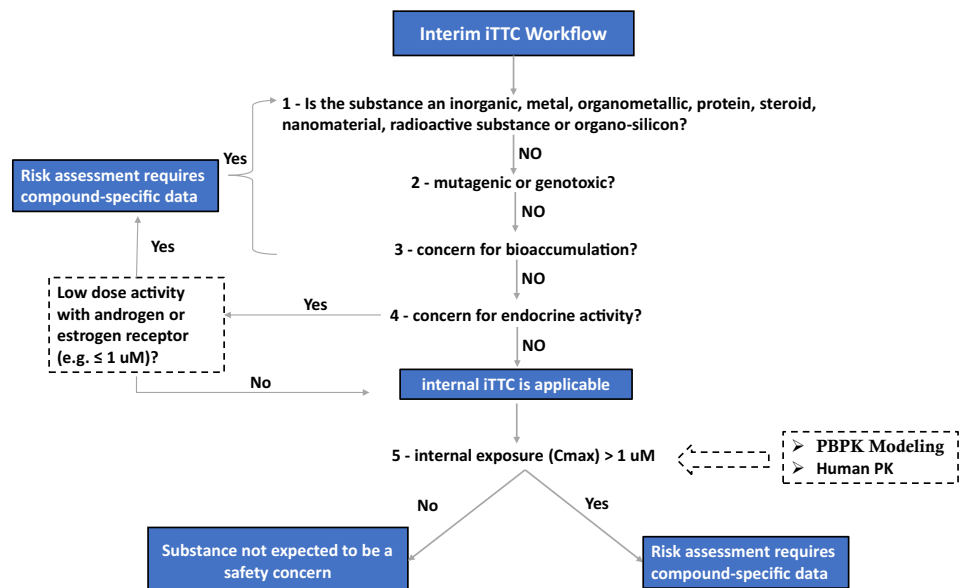 Interim iTTC Workflow
1 - Is the substance an inorganic, metal, organometallic, protein, steroid,
nanomaterial, radioactive substance or organo-silicon?
Yes
NO
Risk assessment requires
compound-specific data
2 - mutagenic or genotoxic?
NO
Yes
3 - concern for bioaccumulation?
NO
Low dose activity
with androgen or
estrogen receptor
(e.g. ≤ 1 uM)?
Yes
4 - concern for endocrine activity?
NO
No
internal iTTC is applicable
5 - internal exposure (Cmax) > 1 uM
➢ PBPK Modeling
➢ Human PK
No
Yes
Substance not expected to be a
safety concern
Risk assessment requires
compound-specific data